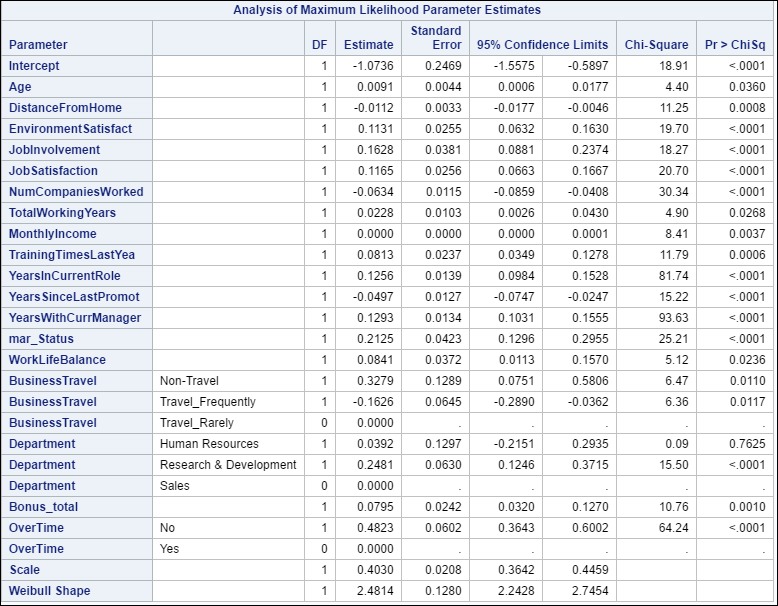 Analysis of Maximum Likelihood Parameter Estimates
Parameter DF Estimate Standard Error 95% Confidence Limits Chi-Square Pr > ChiSq
Intercept 1 -1.0736 0.2469 -1.5575 -0.5897 18.91 <.0001
Age 1 0.0091 0.0044 0.0006 0.0177 4.40 0.0360
DistanceFromHome 1 -0.0112 0.0033 -0.0177 -0.0046 11.25 0.0008
EnvironmentSatisfact 1 0.1131 0.0255 0.0632 0.1630 19.70 <.0001
JobInvolvement 1 0.1628 0.0381 0.0881 0.2374 18.27 <.0001
JobSatisfaction 1 0.1165 0.0256 0.0663 0.1667 20.70 <.0001
NumCompaniesWorked 1 -0.0634 0.0115 -0.0859 -0.0408 30.34 <.0001
TotalWorkingYears 1 0.0228 0.0103 0.0026 0.0430 4.90 0.0268
MonthlyIncome 1 0.0000 0.0000 0.0000 0.0001 8.41 0.0037
TrainingTimesLastYea 1 0.0813 0.0237 0.0349 0.1278 11.79 0.0006
YearsInCurrentRole 1 0.1256 0.0139 0.0984 0.1528 81.74 <.0001
YearsSinceLastPromot 1 -0.0497 0.0127 -0.0747 -0.0247 15.22 <.0001
YearsWithCurrManager 1 0.1293 0.0134 0.1031 0.1555 93.63 <.0001
mar_Status 1 0.2125 0.0423 0.1296 0.2955 25.21 <.0001
WorkLifeBalance 1 0.0841 0.0372 0.0113 0.1570 5.12 0.0236
BusinessTravel Non-Travel 1 0.3279 0.1289 0.0751 0.5806 6.47 0.0110
BusinessTravel Travel_Frequently 1 -0.1626 0.0645 -0.2890 -0.0362 6.36 0.0117
BusinessTravel Travel_Rarely 0 0.0000 . . . . .
Department Human Resources 1 0.0392 0.1297 -0.2151 0.2935 0.09 0.7625
Department Research & Development 1 0.2481 0.0630 0.1246 0.3715 15.50 <.0001
Department Sales 0 0.0000 . . . . .
Bonus_total 1 0.0795 0.0242 0.0320 0.1270 10.76 0.0010
OverTime No 1 0.4823 0.0602 0.3643 0.6002 64.24 <.0001
OverTime Yes 0 0.0000 . . . . .
Scale 1 0.4030 0.0208 0.3642 0.4459
Weibull Shape 1 2.4814 0.1280 2.2428 2.7454